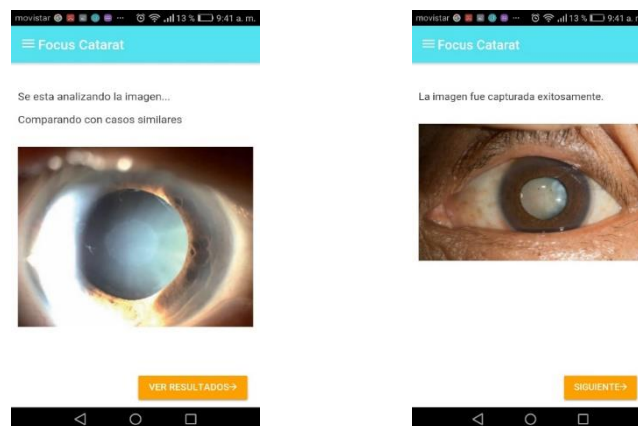 movistar 13 % 9:41 a. m.
Focus Catarat
Se esta analizando la imagen...
Comparando con casos similares
VER RESULTADOS→
movistar 13 % 9:41 a. m
Focus Catarat
La imagen fue capturada exitosamente.
SIGUIENTE→